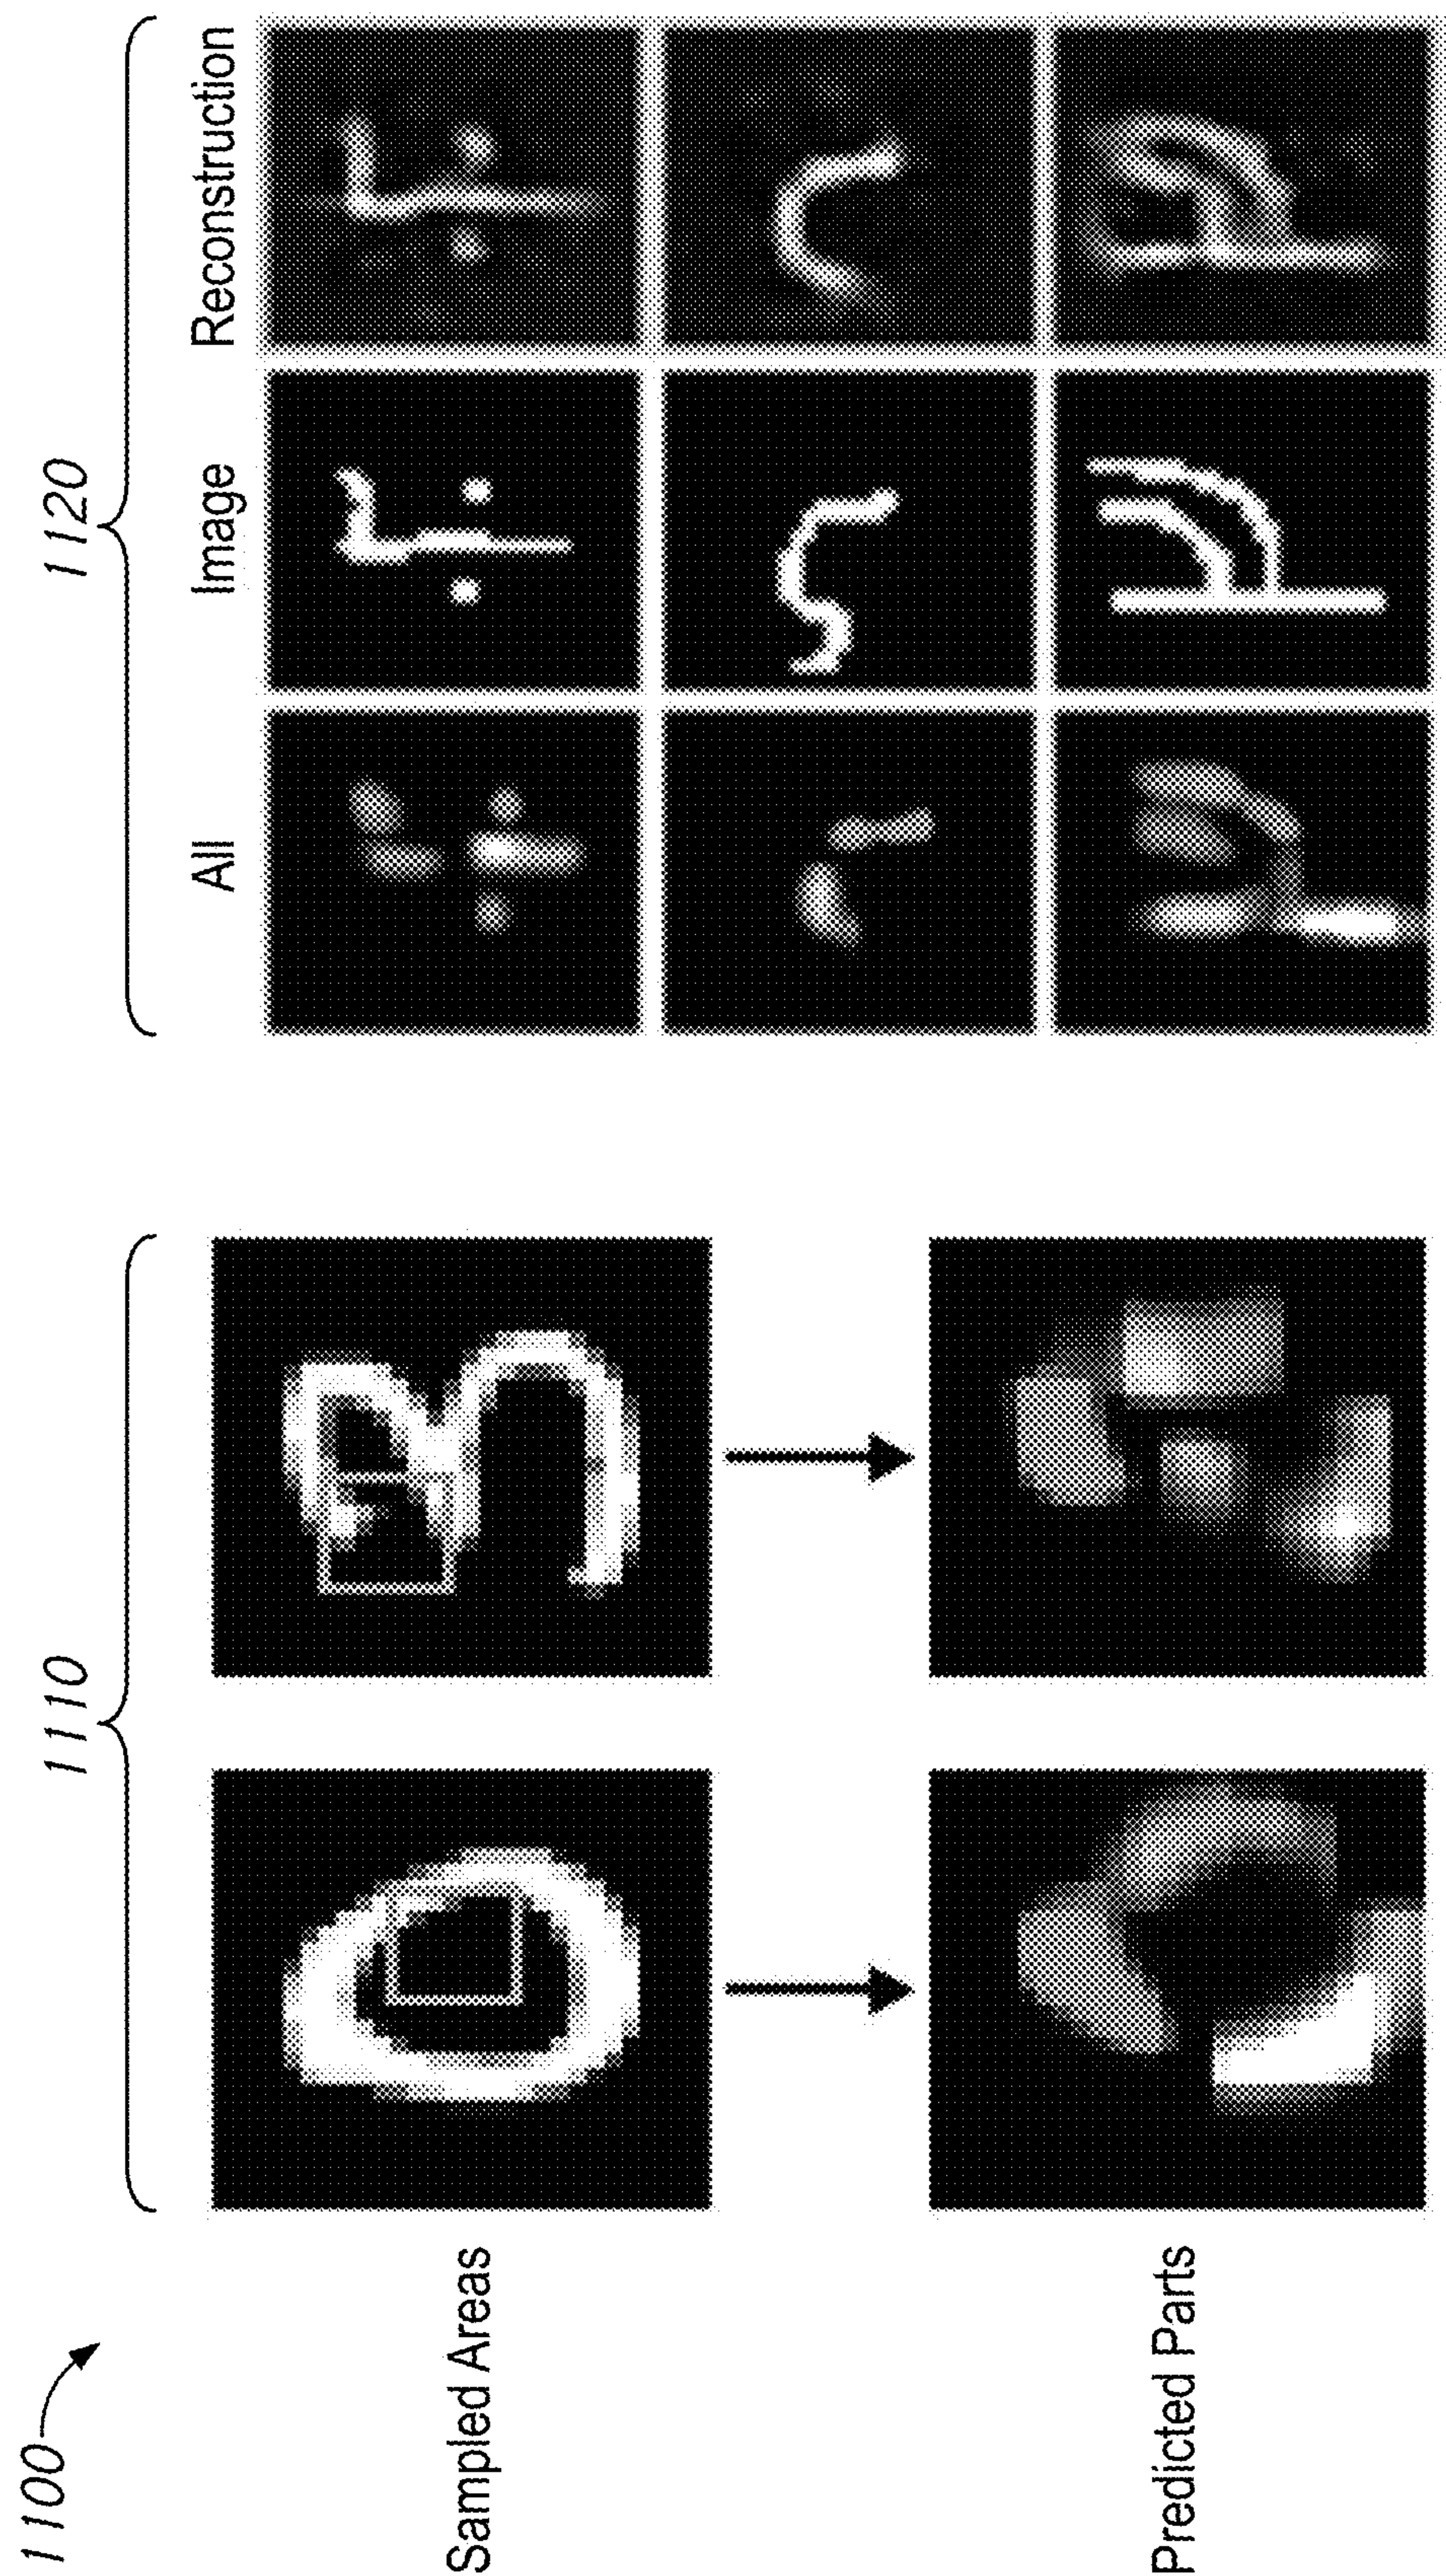 1100
1110
1120
Sampled Areas
Predicted Parts
All
Image
Reconstruction